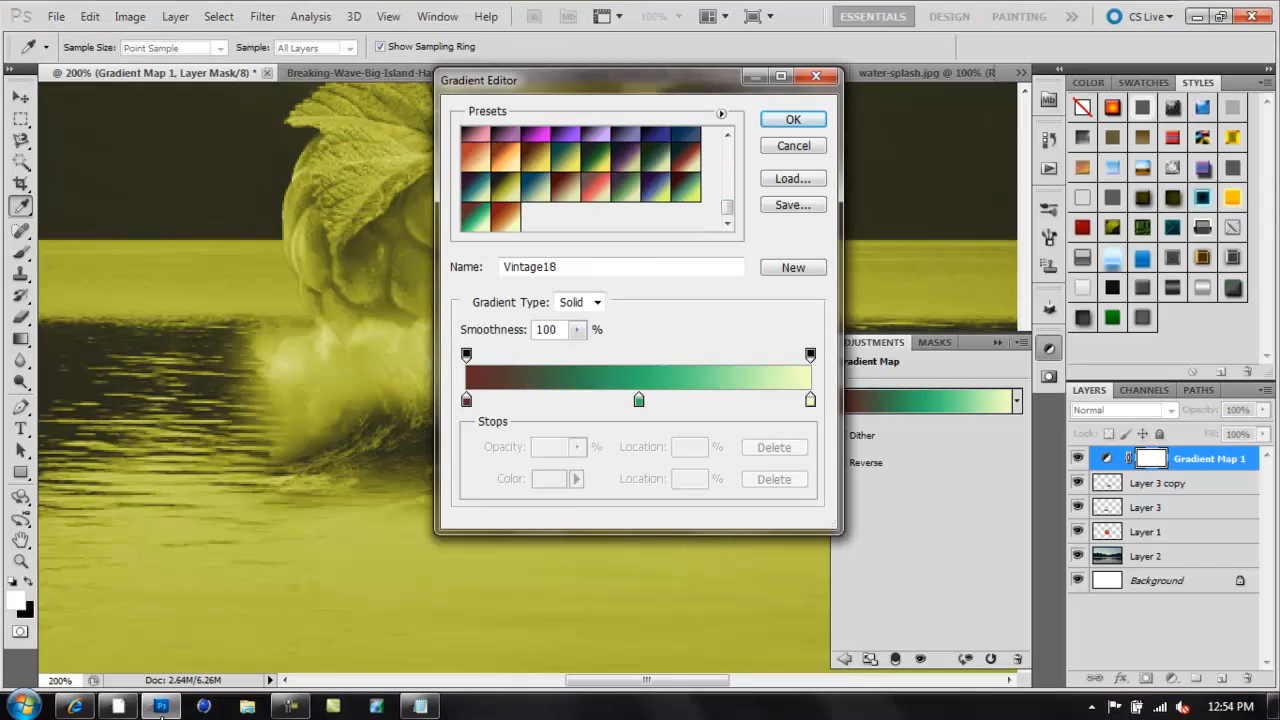 Ps File Edit Image Layer Select Filter Analysis 3D View Window Help Mb 100% ESSENTIALS DESIGN PAINTING CS Live
Sample Size: Point Sample Sample: All Layers Show Sampling Ring
@ 200% (Gradient Map 1, Layer Mask/8) * Breaking-Wave-Big-Island-Ha water-splash.jpg @ 100% (R
Gradient Editor
Presets
OK
Cancel
Load...
Save...
Name: Vintage18
New
Gradient Type: Solid
Smoothness: 100 %
Stops
Opacity: % Location: % Delete
Color: Location: % Delete
COLOR SWATCHES STYLES
Mb
ADJUSTMENTS MASKS
Gradient Map
Dither
Reverse
LAYERS CHANNELS PATHS
Normal Opacity: 100%
Lock: Fill: 100%
Gradient Map 1
Layer 3 copy
Layer 3
Layer 1
Layer 2
Background
200% Doc: 2.64M/6.26M
Ps
12:54 PM